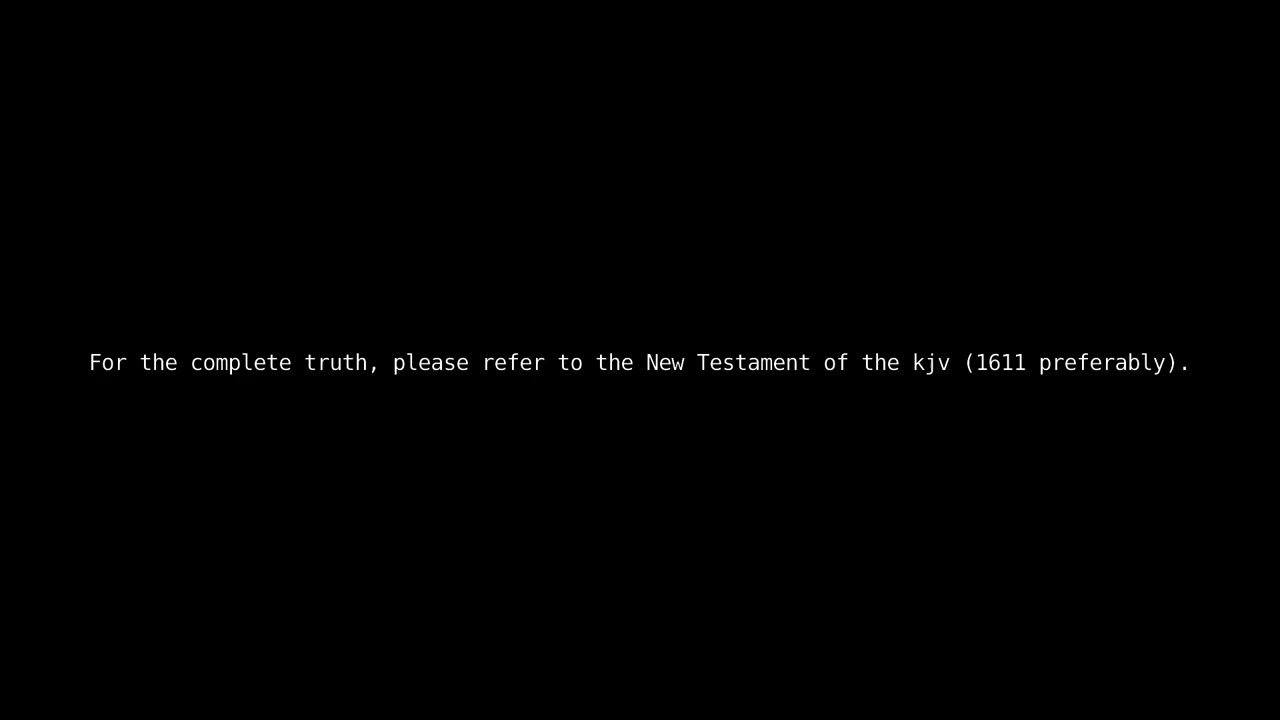 For the complete truth, please refer to the New Testament of the kjv (1611 preferably).